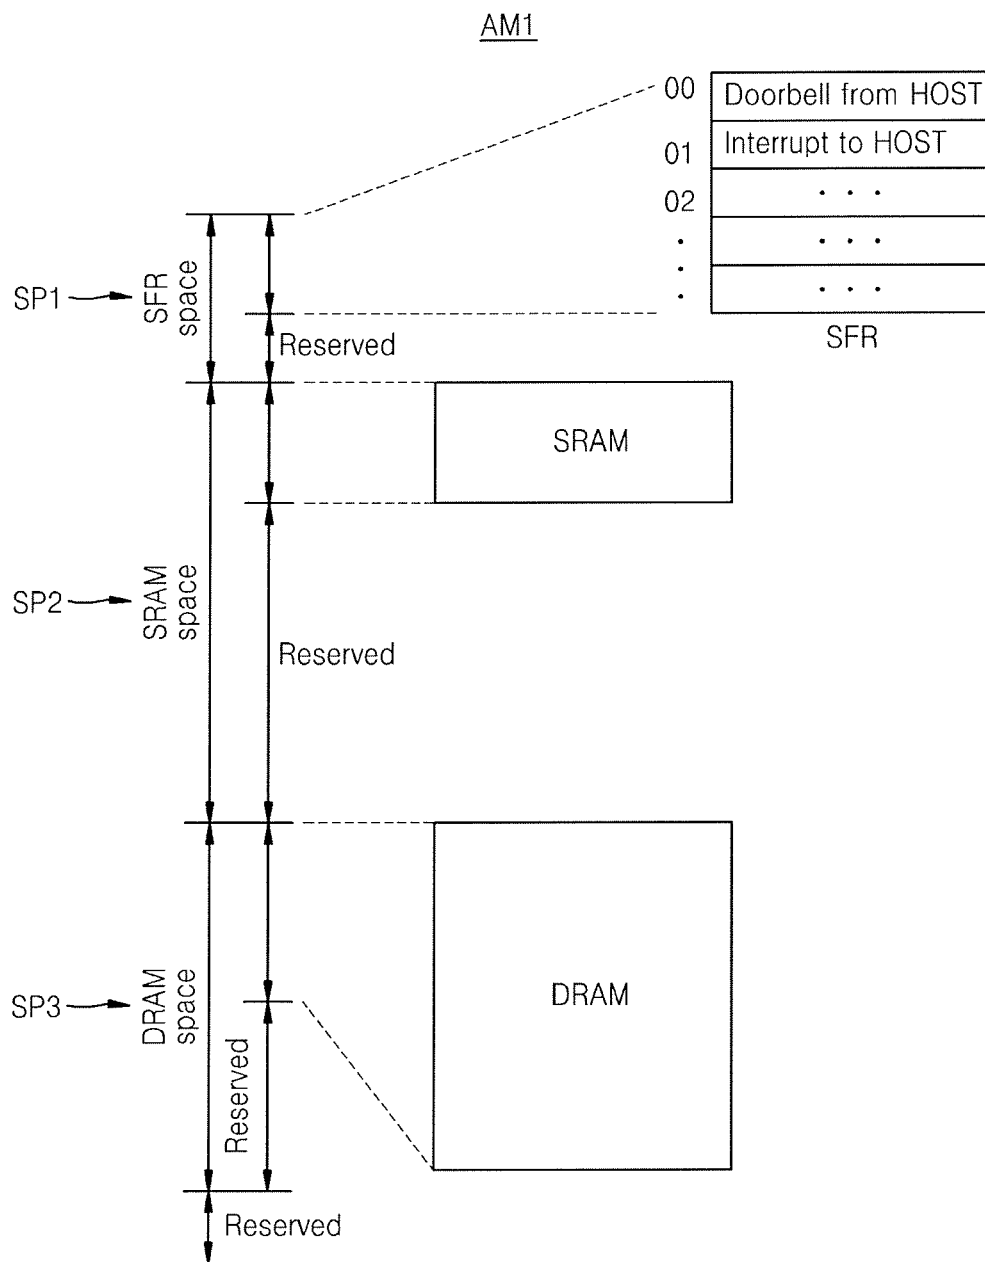 AM1
00
Doorbell from HOST
01
Interrupt to HOST
02
. . .
. . .
. . .
SFR
SP1
SFR
space
Reserved
SRAM
SP2
SRAM
space
Reserved
SP3
DRAM
space
DRAM
Reserved
Reserved